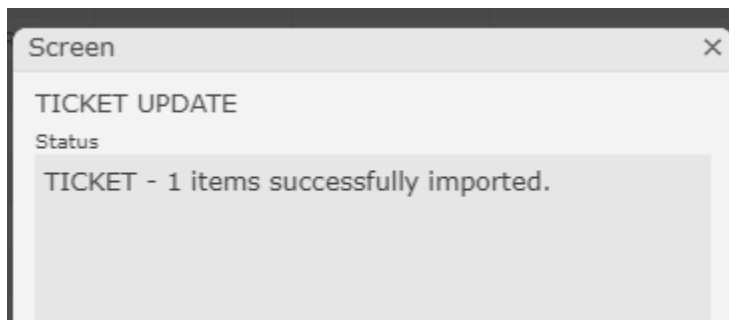 Screen
TICKET UPDATE
Status
TICKET - 1 items successfully imported.